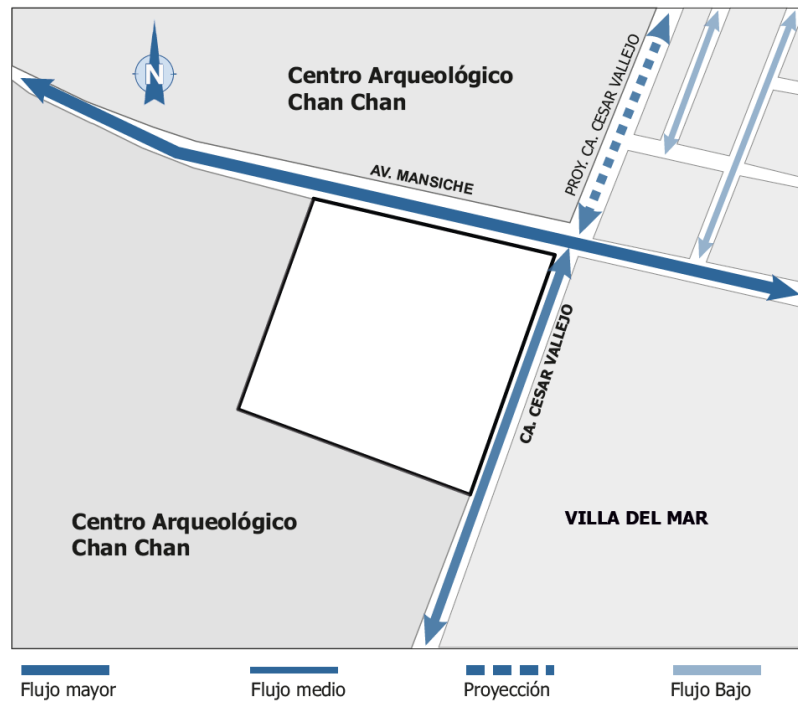 N
Centro Arqueológico
Chan Chan
PROY. CA. CESAR VALLEJO
AV. MANSICHE
CA. CESAR VALLEJO
Centro Arqueológico
Chan Chan
VILLA DEL MAR
Flujo mayor
Flujo medio
Proyección
Flujo Bajo